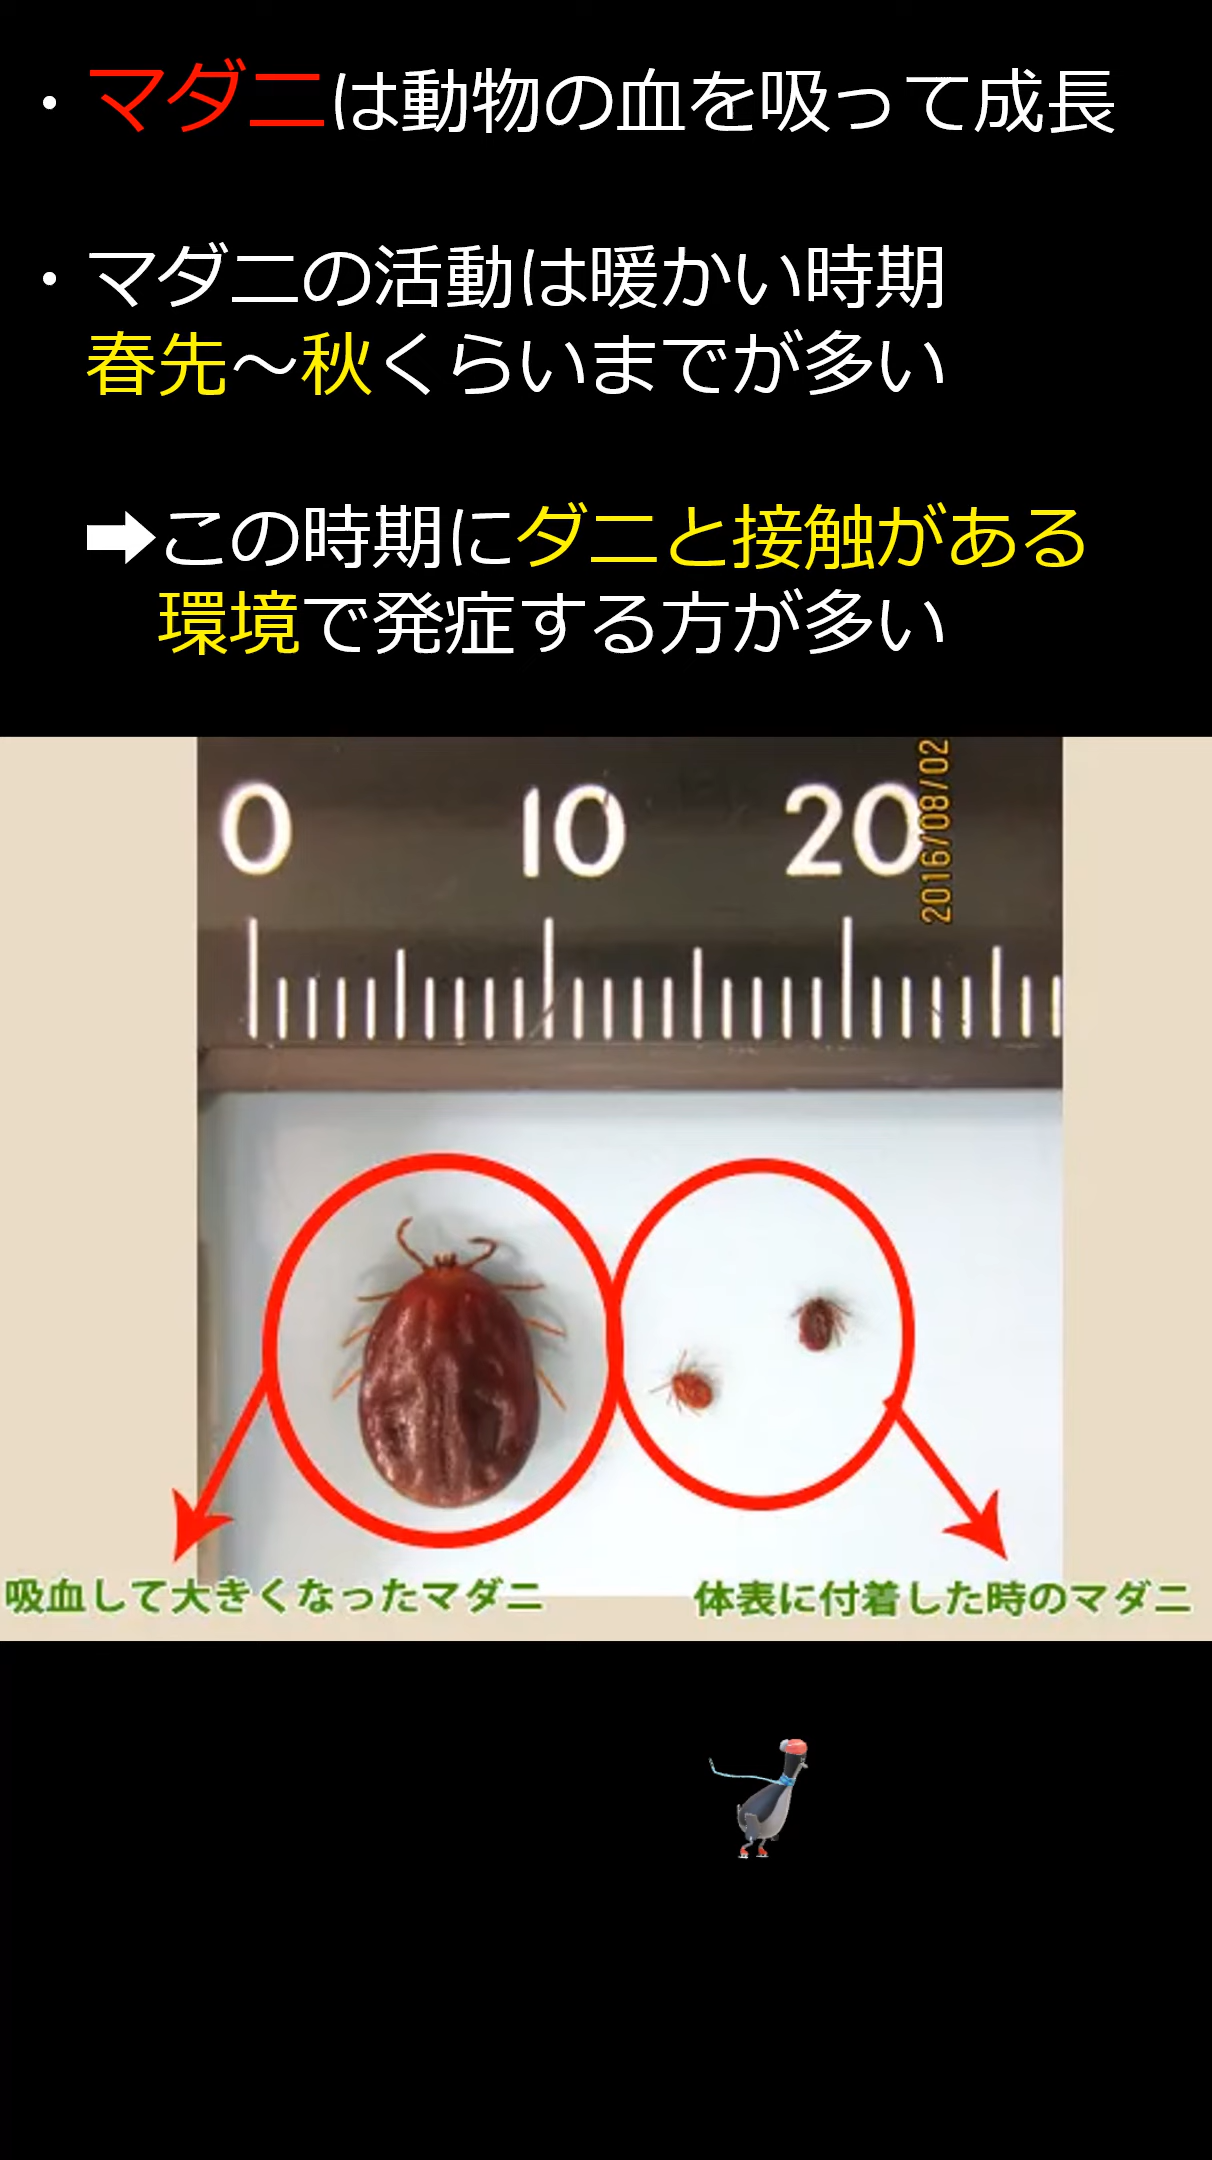 ・マダニは動物の血を吸って成長
・マダニの活動は暖かい時期
春先～秋くらいまでが多い
➡この時期にダニと接触がある
環境で発症する方が多い
0 10 20
2016/08/02
吸血して大きくなったマダニ
体表に付着した時のマダニ